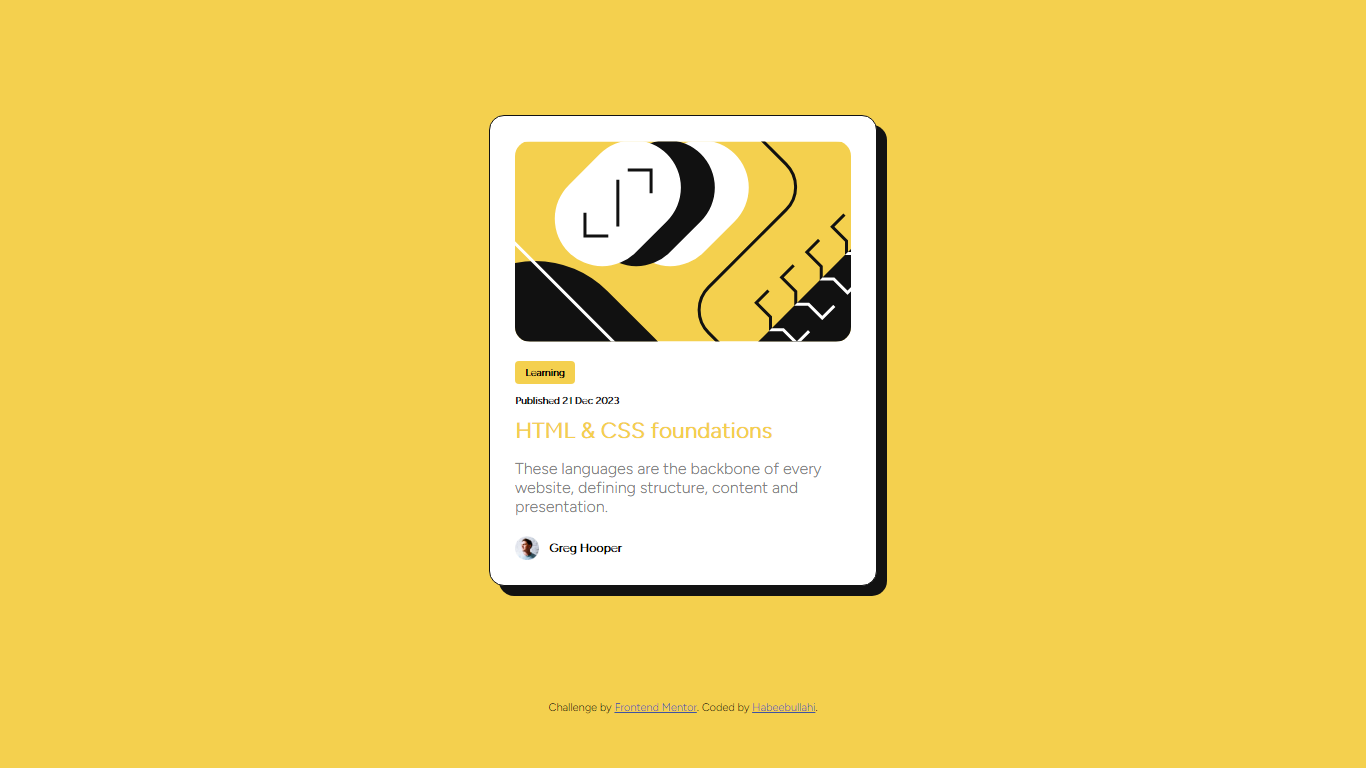 Learning
Published 21 Dec 2023
HTML & CSS foundations
These languages are the backbone of every
website, defining structure, content and
presentation.
Greg Hooper
Challenge by Frontend Mentor. Coded by Habeebullahi.